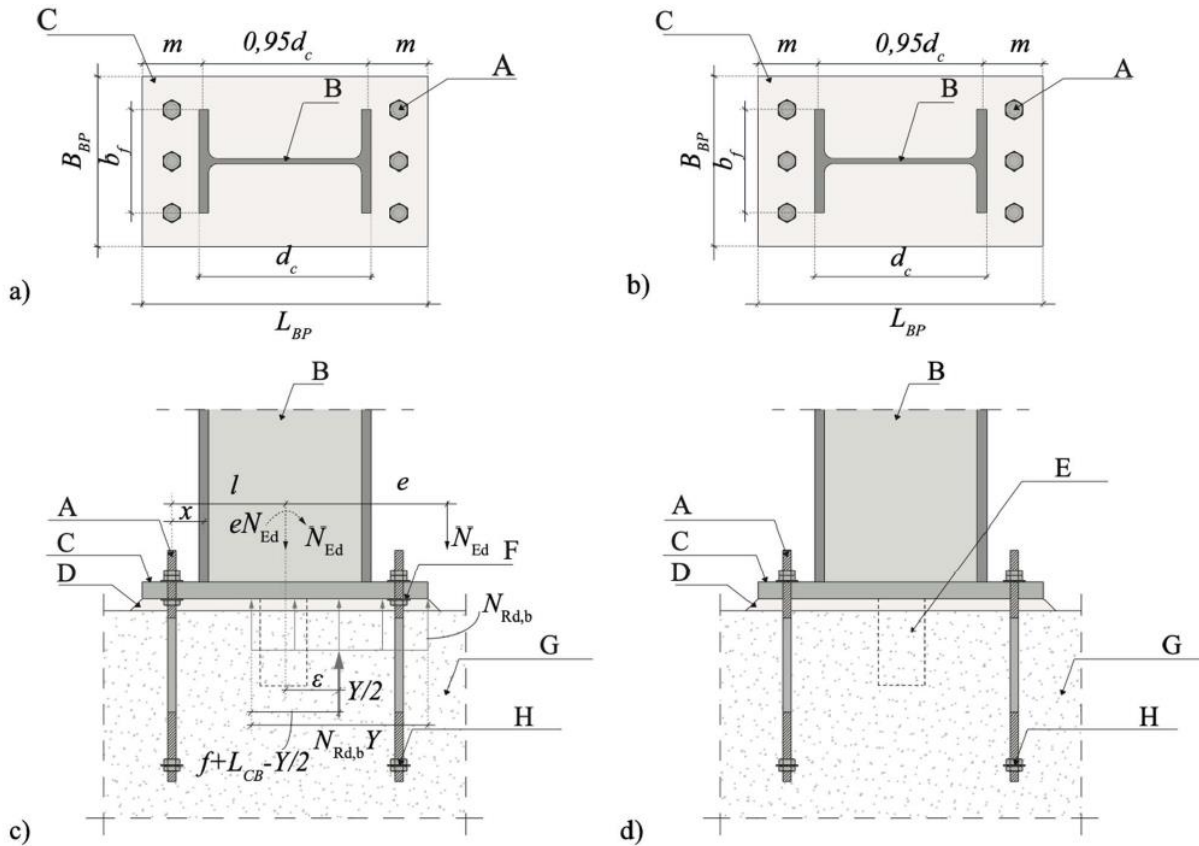 C
m
0,95d_c
m
A
B
B_BP
b_f
d_c
L_BP
a)
C
m
0,95d_c
m
A
B
B_BP
b_f
d_c
L_BP
b)
B
l
e
A
x
eN_Ed
N_Ed
N_Ed
C
F
D
N_Rd,b
G
ε
Y/2
N_Rd,b Y
H
f+L_CB-Y/2
c)
B
E
A
C
D
G
H
d)